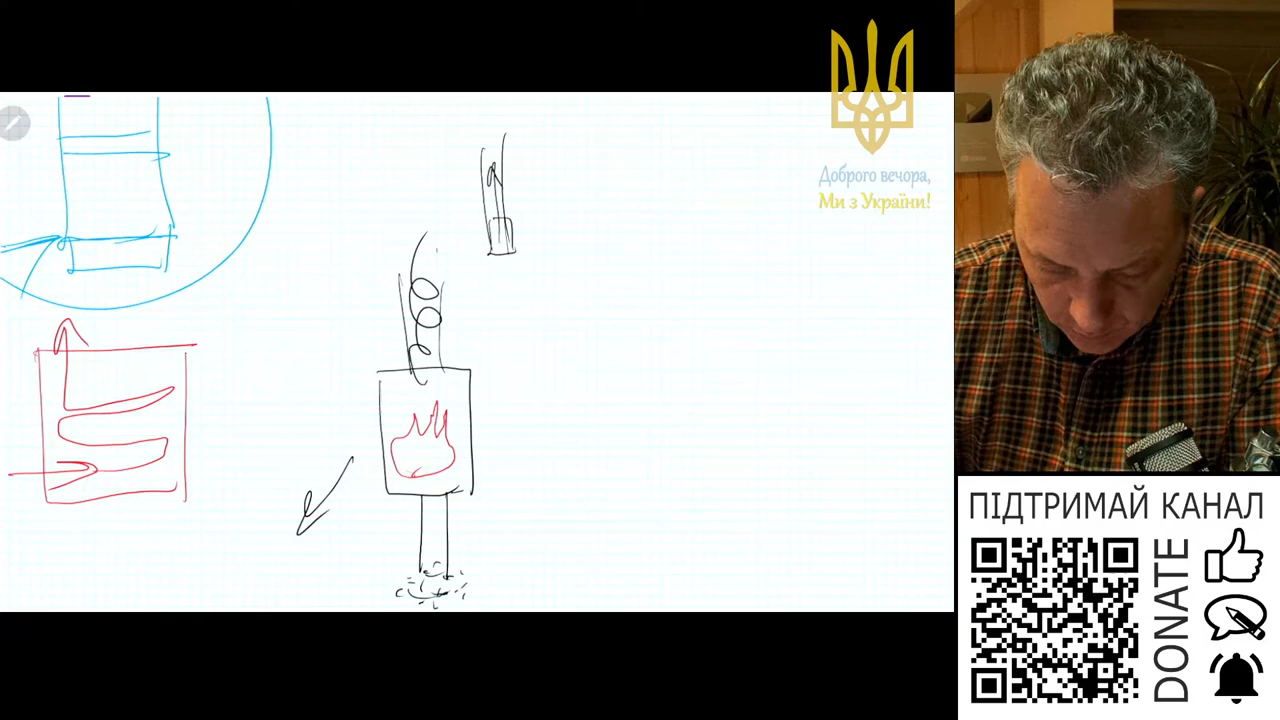 Доброго вечора,
Ми з України!
ПІДТРИМАЙ КАНАЛ
DONATE